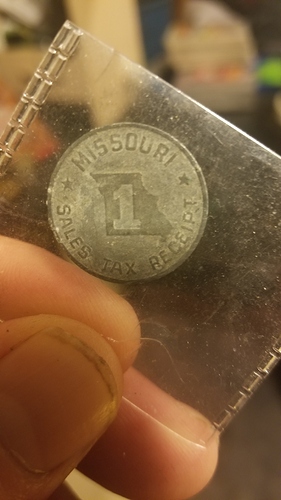 MISSOURI
1
SALES TAX RECEIPT